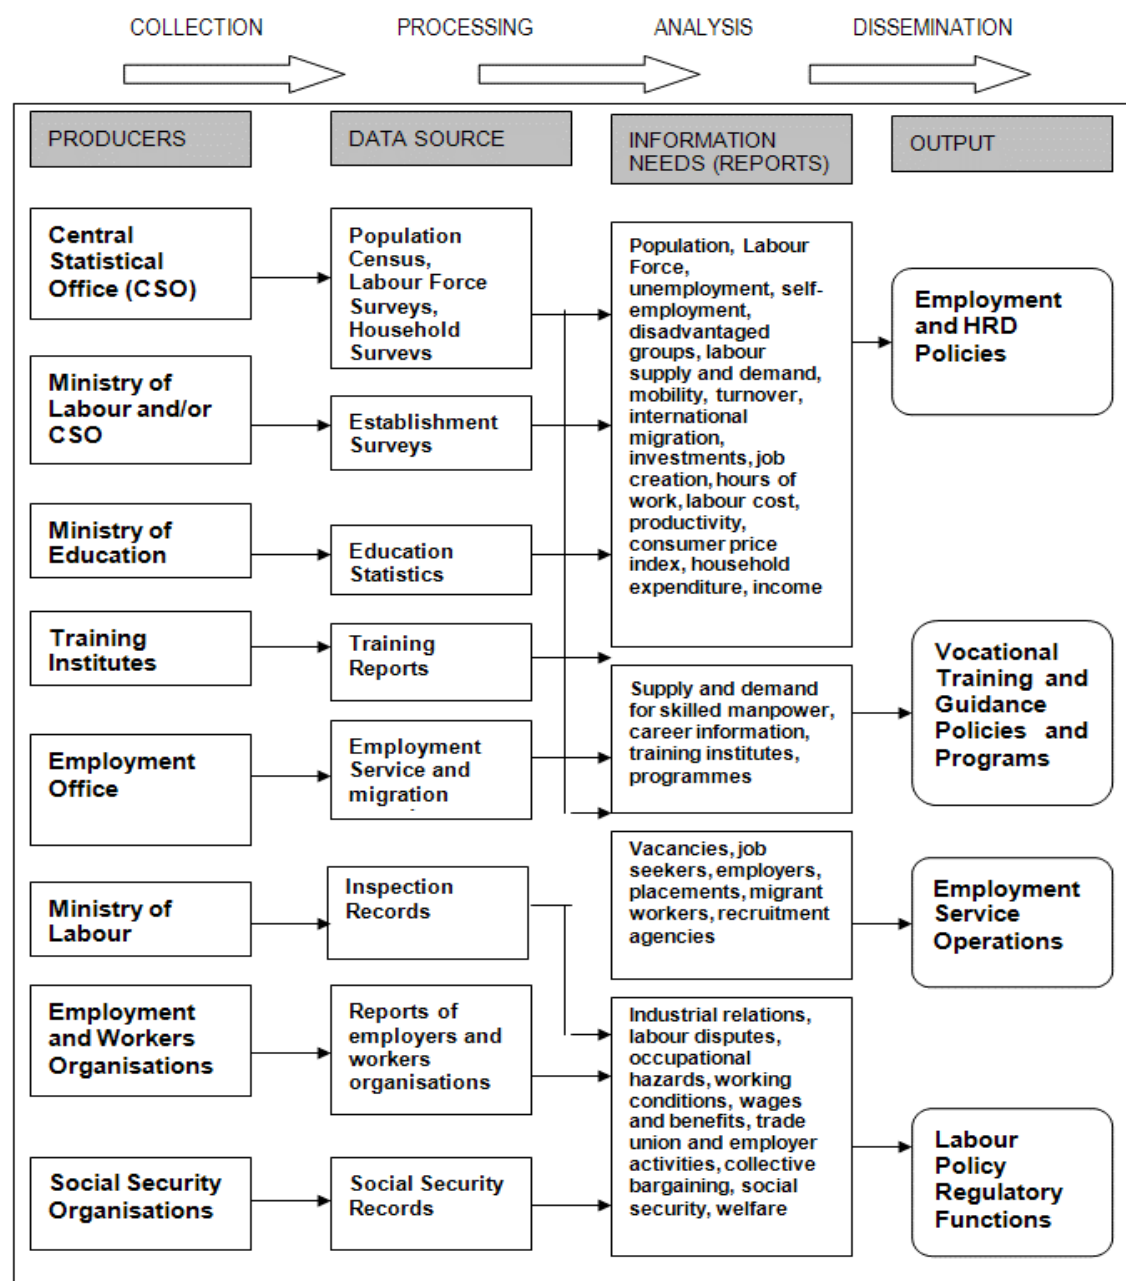 COLLECTION
PROCESSING
ANALYSIS
DISSEMINATION
PRODUCERS
DATA SOURCE
INFORMATION
NEEDS (REPORTS)
OUTPUT
Central
Statistical
Office (CSO)
Population
Census,
Labour Force
Surveys,
Household
Surveys
Population, Labour
Force,
unemployment, self-
employment,
disadvantaged
groups, labour
supply and demand,
mobility, turnover,
international
migration,
investments, job
creation, hours of
work, labour cost,
productivity,
consumer price
index, household
expenditure, income
Employment
and HRD
Policies
Ministry of
Labour and/or
CSO
Establishment
Surveys
Ministry of
Education
Education
Statistics
Training
Institutes
Training
Reports
Supply and demand
for skilled manpower,
career information,
training institutes,
programmes
Vocational
Training and
Guidance
Policies and
Programs
Employment
Office
Employment
Service and
migration
Vacancies, job
seekers, employers,
placements, migrant
workers, recruitment
agencies
Employment
Service
Operations
Ministry of
Labour
Inspection
Records
Employment
and Workers
Organisations
Reports of
employers and
workers
organisations
Industrial relations,
labour disputes,
occupational
hazards, working
conditions, wages
and benefits, trade
union and employer
activities, collective
bargaining, social
security, welfare
Labour
Policy
Regulatory
Functions
Social Security
Organisations
Social Security
Records